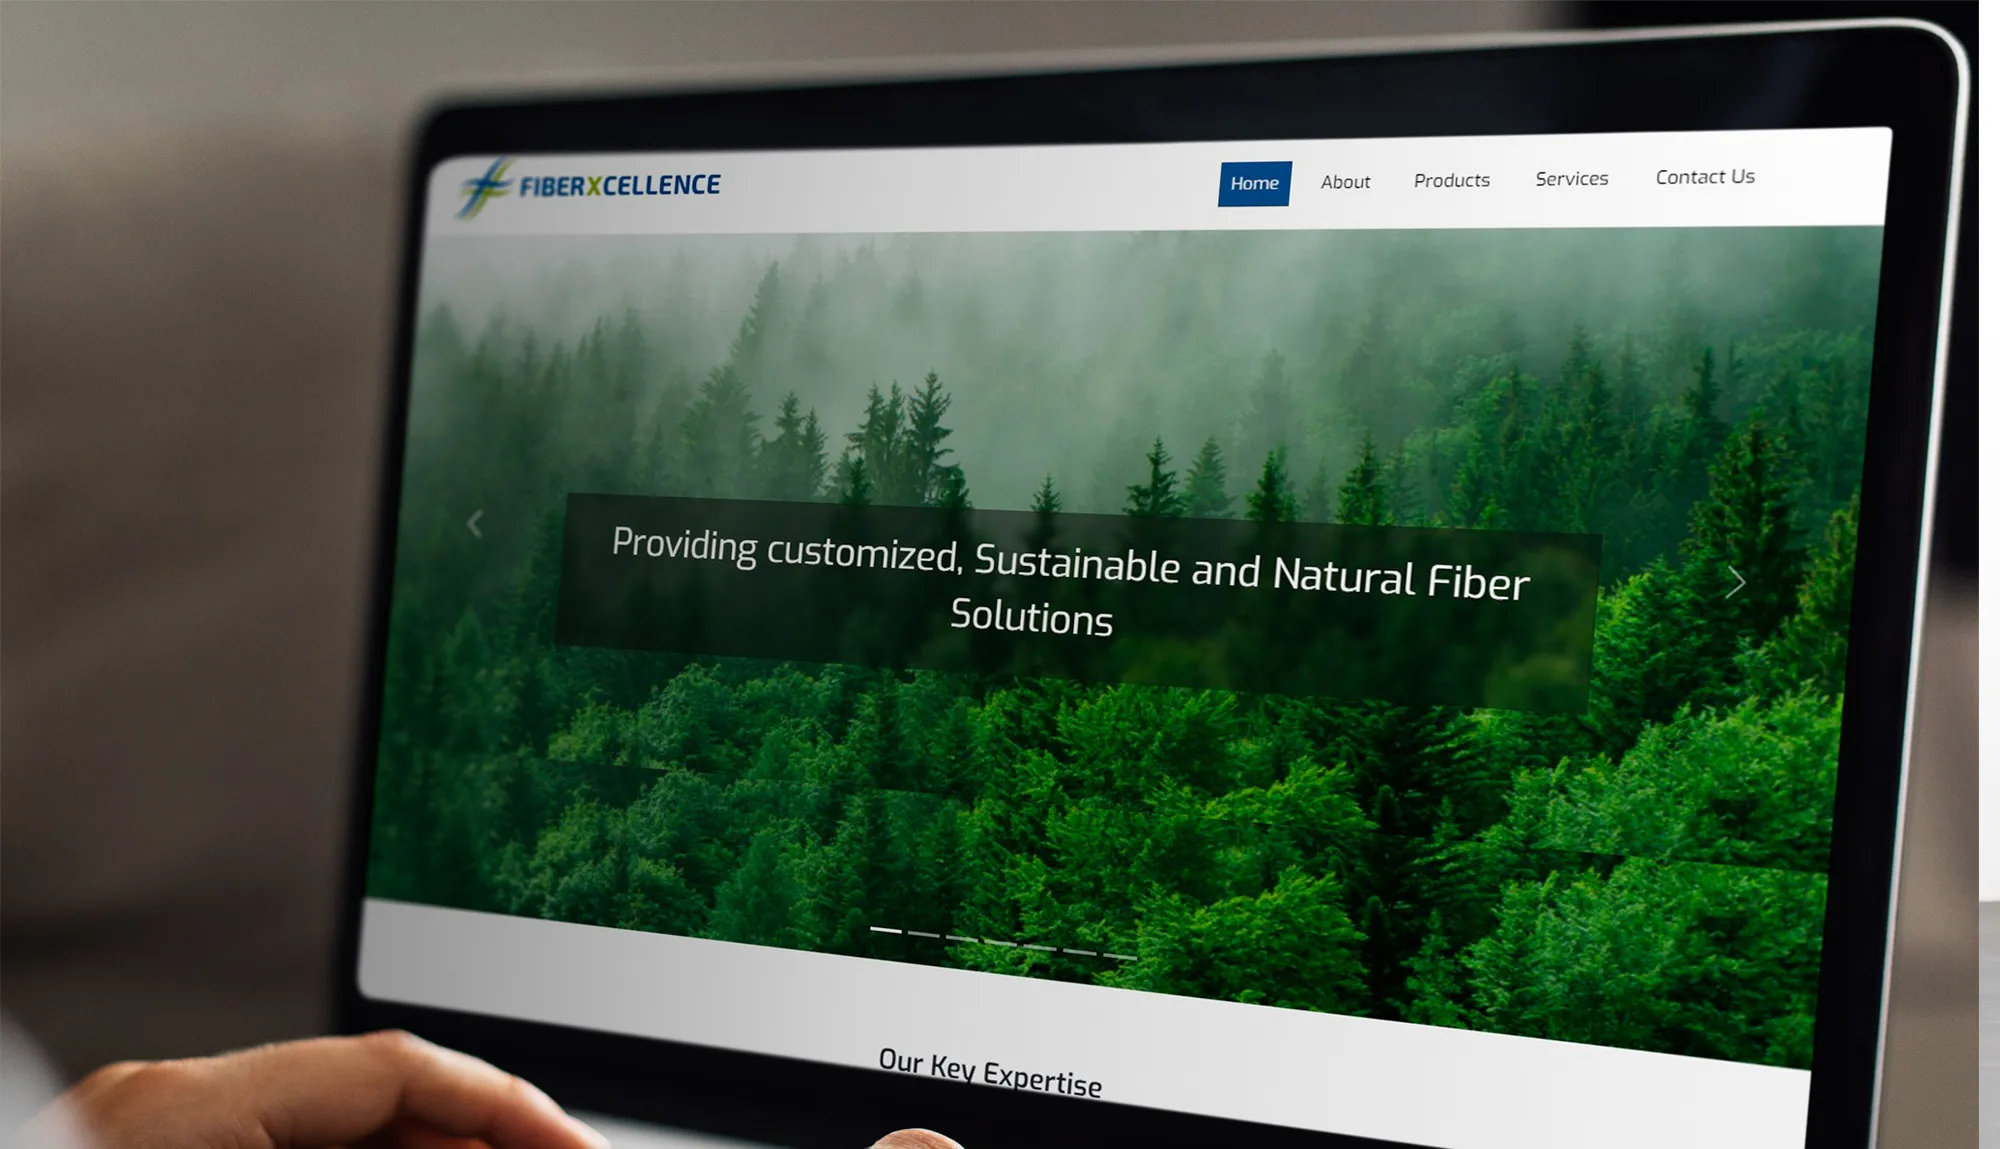 FIBERXCELLENCE
Home About Products Services Contact Us
Providing customized, Sustainable and Natural Fiber
Solutions
Our Key Expertise